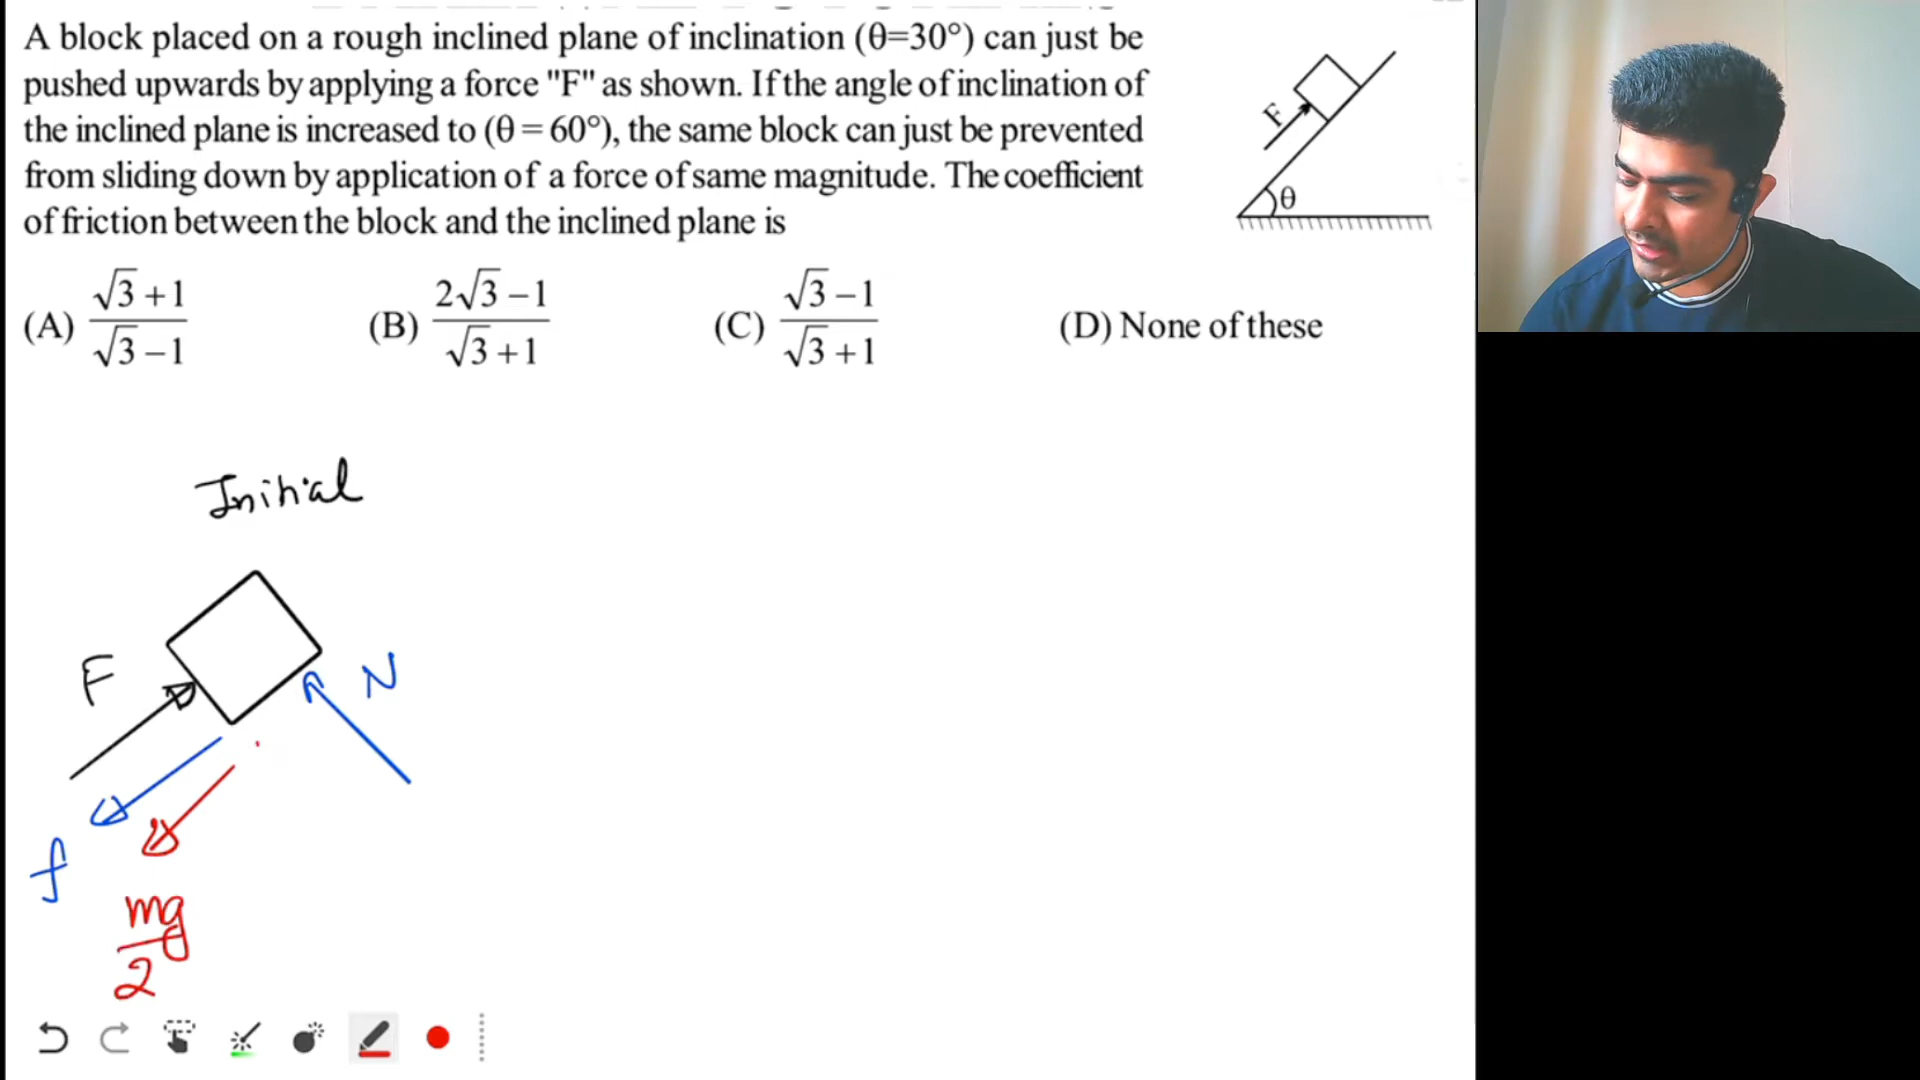 A block placed on a rough inclined plane of inclination (θ=30°) can just be
pushed upwards by applying a force "F" as shown. If the angle of inclination of
the inclined plane is increased to (θ = 60°), the same block can just be prevented
from sliding down by application of a force of same magnitude. The coefficient
of friction between the block and the inclined plane is
F
θ
(A) (√3 + 1)/(√3 − 1) (B) (2√3 − 1)/(√3 + 1) (C) (√3 − 1)/(√3 + 1) (D) None of these
Initial
F
N
f
mg/2